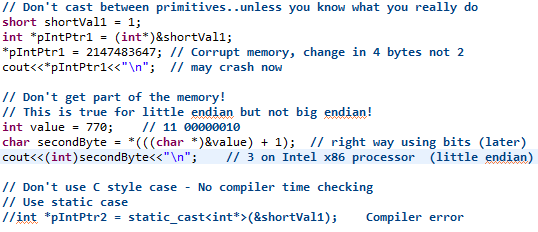 // Don't cast between primitives..unless you know what you really do
short shortVal1 = 1;
int *pIntPtr1 = (int*)&shortVal1;
*pIntPtr1 = 2147483647; // Corrupt memory, change in 4 bytes not 2
cout<<*pIntPtr1<<"\n";  // may crash now
// Don't get part of the memory!
// This is true for little endian but not big endian!
int value = 770;    // 11 00000010
char secondByte = *(((char *)&value) + 1);  // right way using bits (later)
cout<<(int)secondByte<<"\n";    // 3 on Intel x86 processor  (little endian)
// Don't use C style case - No compiler time checking
// Use static case
//int *pIntPtr2 = static_cast<int*>(&shortVal1);    Compiler error